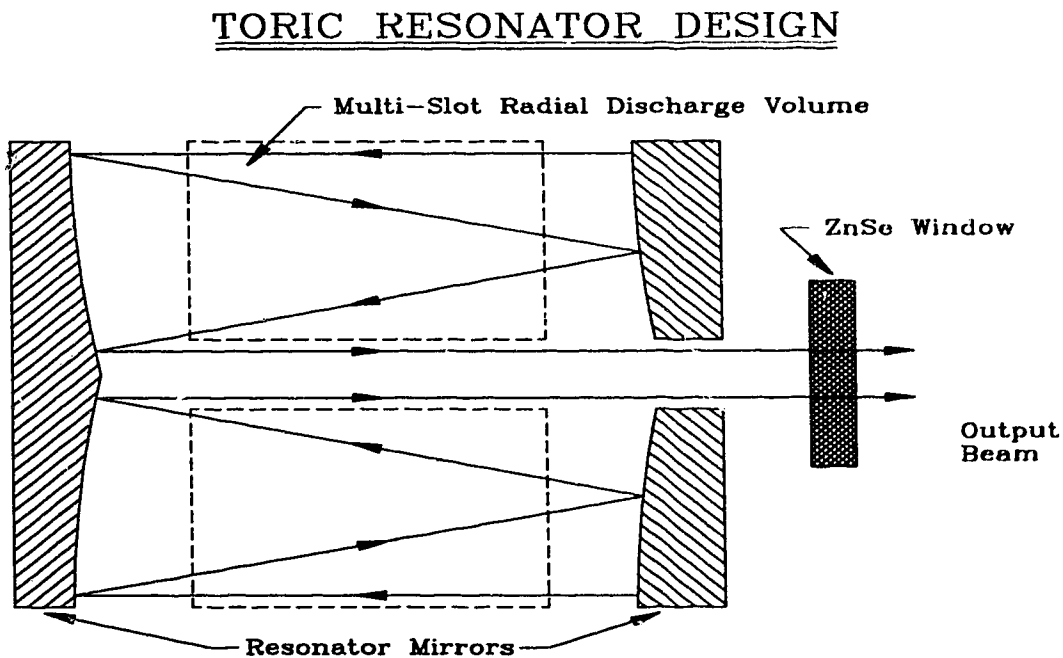 TORIC RESONATOR DESIGN
Multi-Slot Radial Discharge Volume
ZnSe Window
Output
Beam
Resonator Mirrors